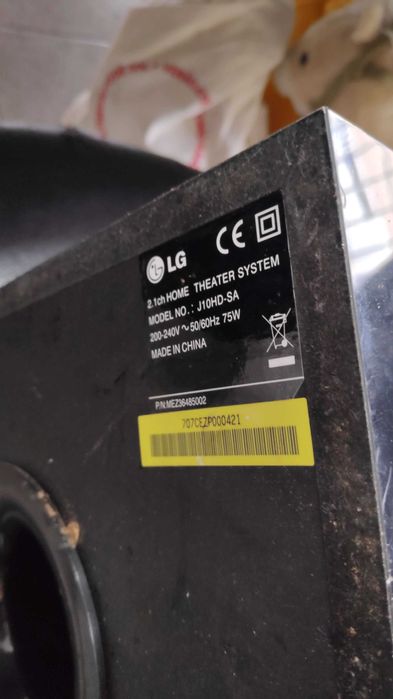 LG
2.1ch HOME THEATER SYSTEM
MODEL NO. : J10HD-SA
200-240V ~ 50/60Hz 75W
MADE IN CHINA
P/N:MEZ36485002
707CEZP000421